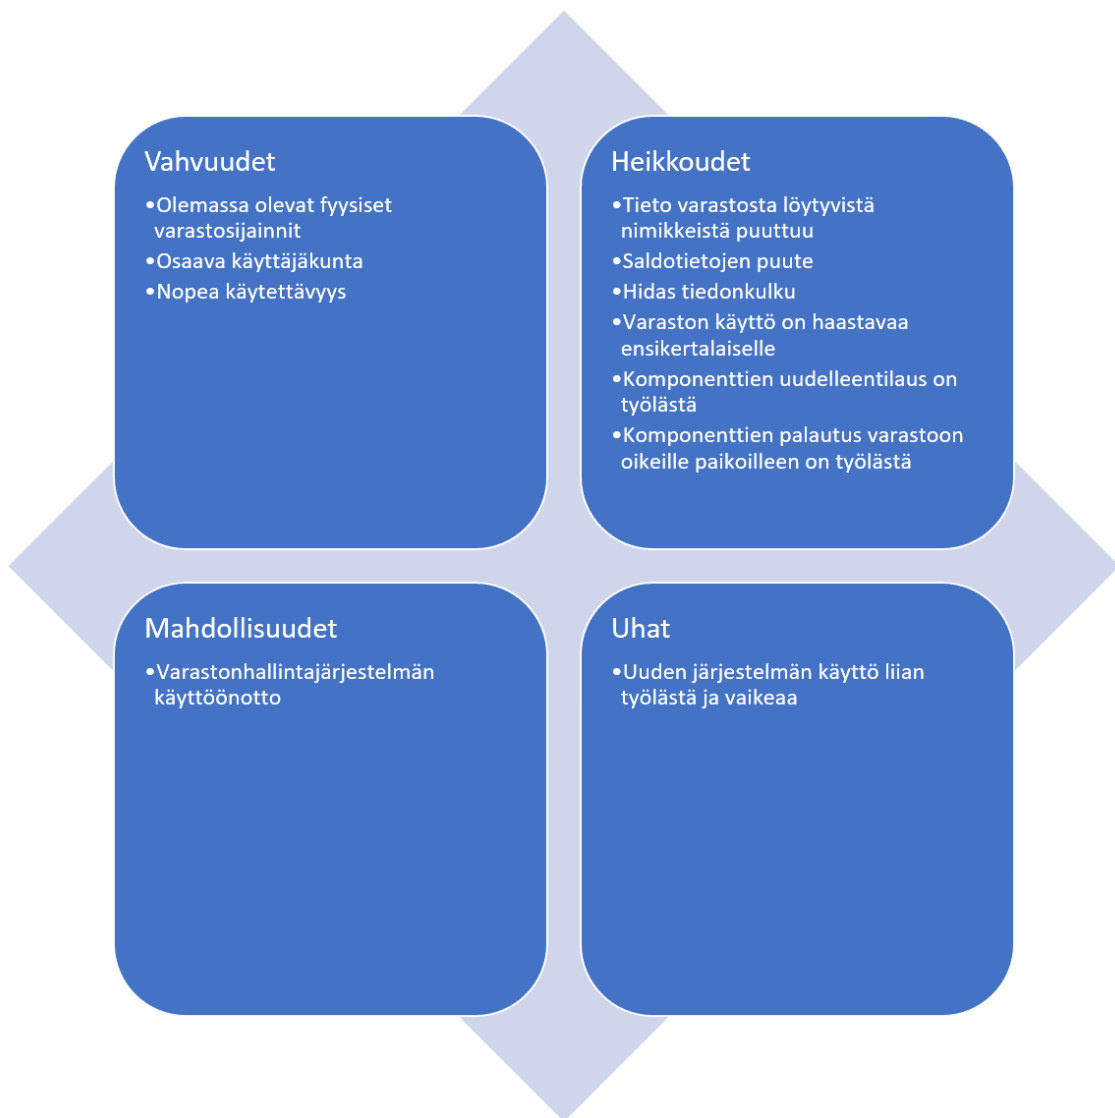 Vahvuudet
•Olemassa olevat fyysiset
varastosijainnit
•Osaava käyttäjäkunta
•Nopea käytettävyys
Heikkoudet
•Tieto varastosta löytyvistä
nimikkeistä puuttuu
•Saldotietojen puute
•Hidas tiedonkulku
•Varaston käyttö on haastavaa
ensikertalaiselle
•Komponenttien uudelleentilaus on
työlästä
•Komponenttien palautus varastoon
oikeille paikoilleen on työlästä
Mahdollisuudet
•Varastonhallintajärjestelmän
käyttöönotto
Uhat
•Uuden järjestelmän käyttö liian
työlästä ja vaikeaa